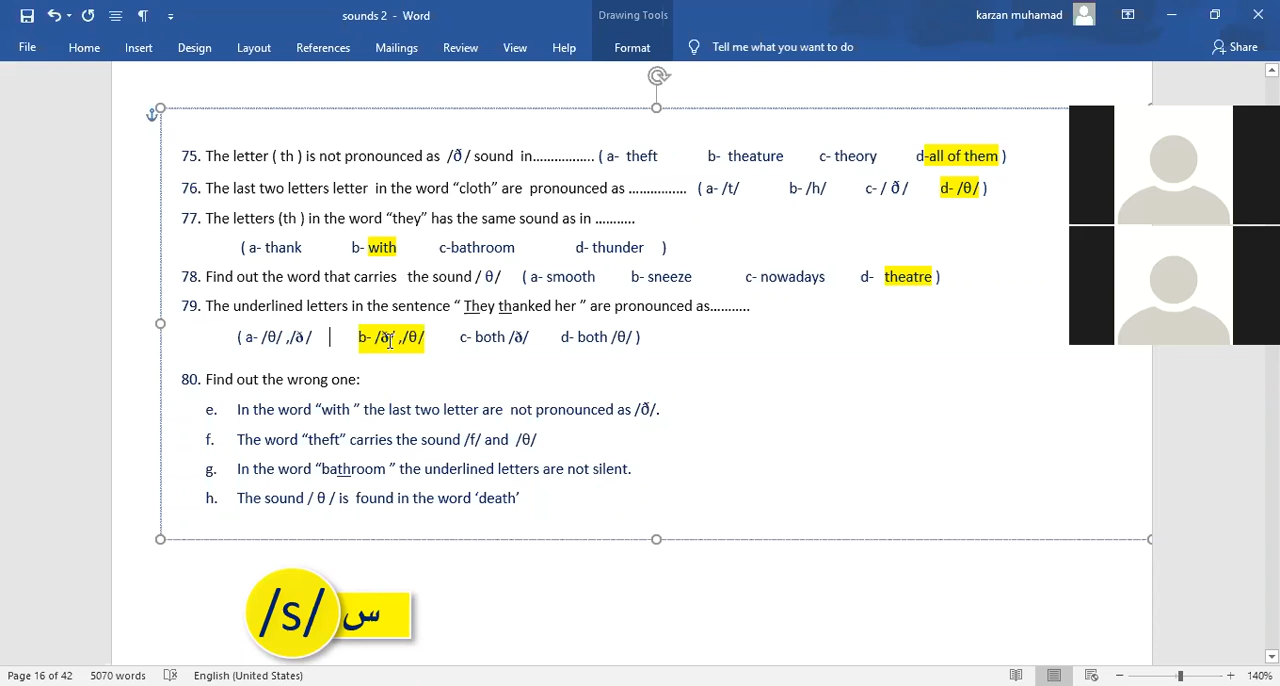 sounds 2 - Word
Drawing Tools
karzan muhamad
File Home Insert Design Layout References Mailings Review View Help Format Tell me what you want to do Share
75. The letter ( th ) is not pronounced as /ð/ sound in................ ( a- theft b- theature c- theory d-all of them )
76. The last two letters letter in the word “cloth” are pronounced as ............... ( a- /t/ b- /h/ c- / ð / d- /θ/ )
77. The letters (th ) in the word “they” has the same sound as in ...........
( a- thank b- with c-bathroom d- thunder )
78. Find out the word that carries the sound / θ/ ( a- smooth b- sneeze c- nowadays d- theatre )
79. The underlined letters in the sentence “ They thanked her ” are pronounced as...........
( a- /θ/ ,/ð/ b- /ð/ ,/θ/ c- both /ð/ d- both /θ/ )
80. Find out the wrong one:
e. In the word “with ” the last two letter are not pronounced as /ð/.
f. The word “theft” carries the sound /f/ and /θ/
g. In the word “bathroom ” the underlined letters are not silent.
h. The sound / θ / is found in the word ‘death’
/s/ س
Page 16 of 42 5070 words English (United States) 140%